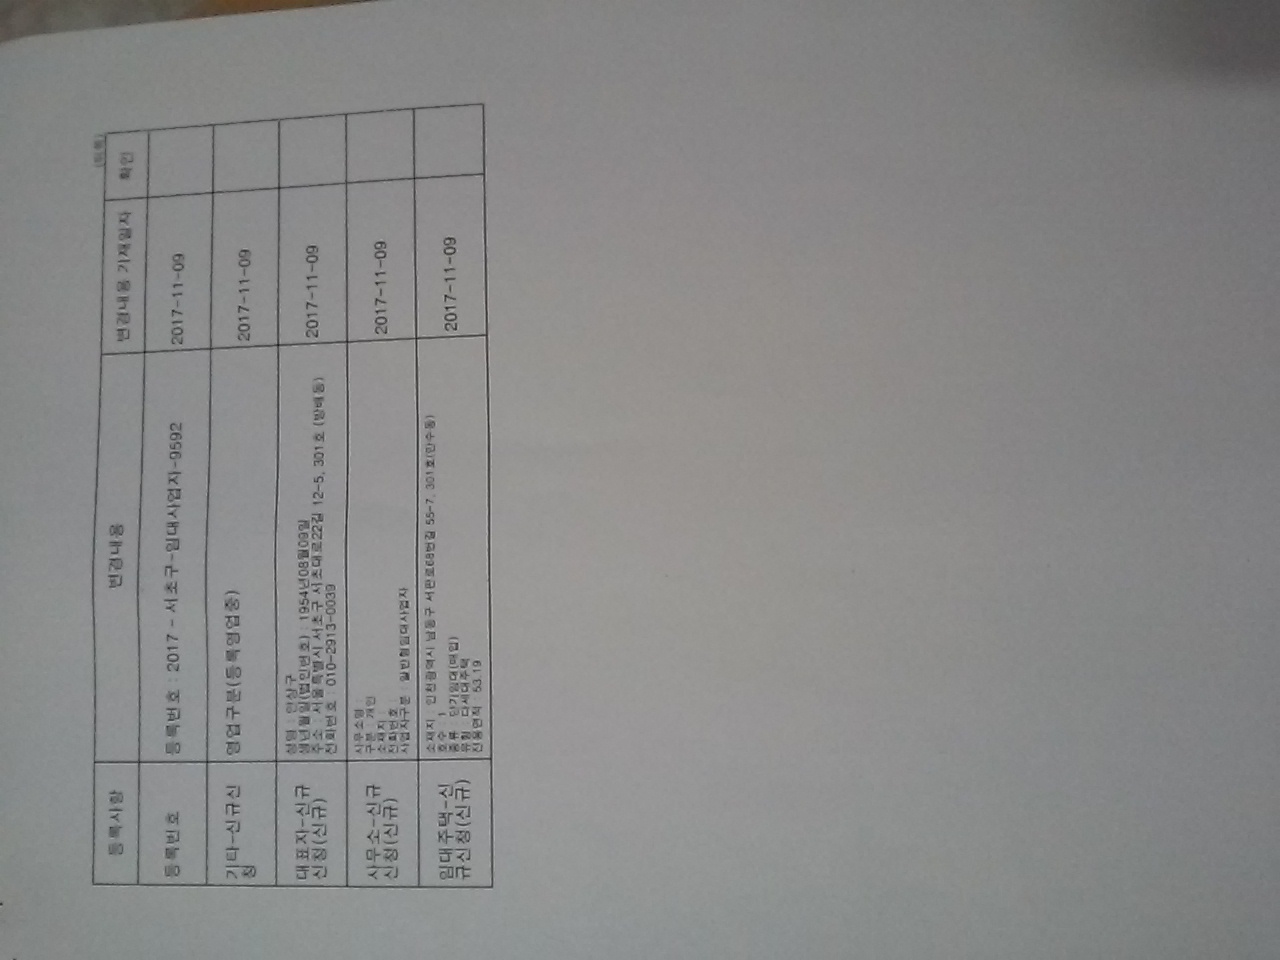 (뒤쪽)
등록사항 변경내용 변경내용 기재일자 확인
등록번호 등록번호 : 2017 - 서초구-임대사업자-9592 2017-11-09
기타-신규신
청
영업구분(등록영업중) 2017-11-09
대표자-신규
신청(신규)
성명 : 안상구
생년월일(법인번호) : 1954년08월09일
주소 : 서울특별시 서초구 서초대로22길 12-5, 301호 (방배동)
전화번호 : 010-2913-0039
2017-11-09
사무소-신규
신청(신규)
사무소명 :
구분 : 개인
소재지 :
전화번호 :
사업자구분 : 일반형임대사업자
2017-11-09
임대주택-신
규신청(신규)
소재지 : 인천광역시 남동구 서판로68번길 55-7, 301호(만수동)
호수 : 1
종류 : 단기임대(매입)
유형 : 다세대주택
전용면적 : 53.19
2017-11-09